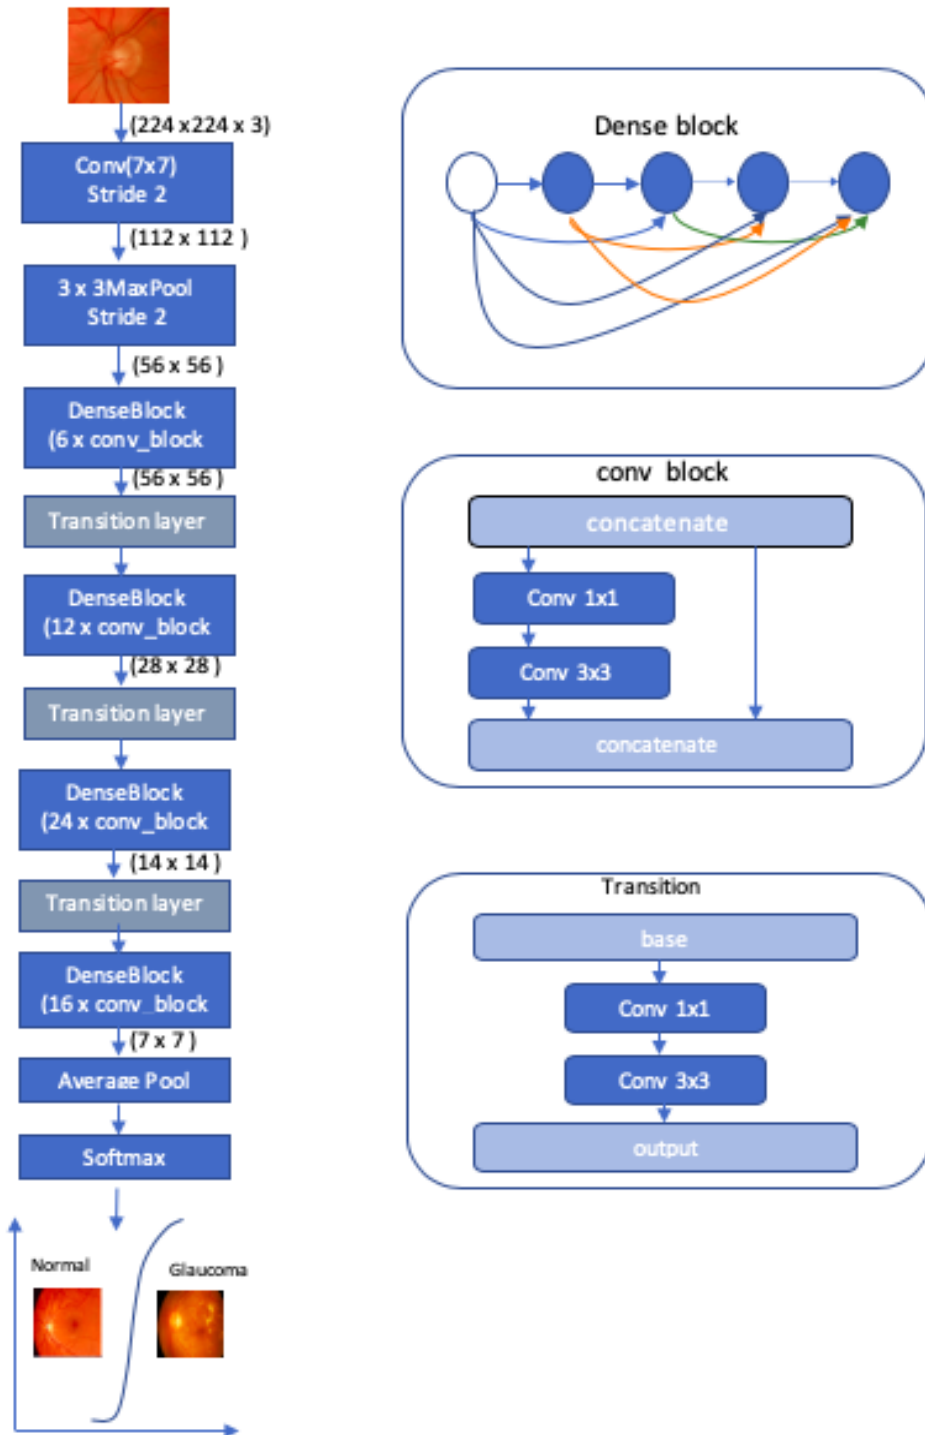 (224 x224 x 3)
Conv(7x7)
Stride 2
(112 x 112 )
3 x 3MaxPool
Stride 2
(56 x 56 )
DenseBlock
(6 x conv_block
(56 x 56 )
Transition layer
DenseBlock
(12 x conv_block
(28 x 28 )
Transition layer
DenseBlock
(24 x conv_block
(14 x 14 )
Transition layer
DenseBlock
(16 x conv_block
(7 x 7 )
Average Pool
Softmax
Normal
Glaucoma
Dense block
conv block
concatenate
Conv 1x1
Conv 3x3
concatenate
Transition
base
Conv 1x1
Conv 3x3
output